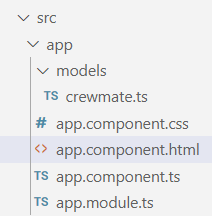 src
app
models
TS crewmate.ts
# app.component.css
<> app.component.html
TS app.component.ts
TS app.module.ts